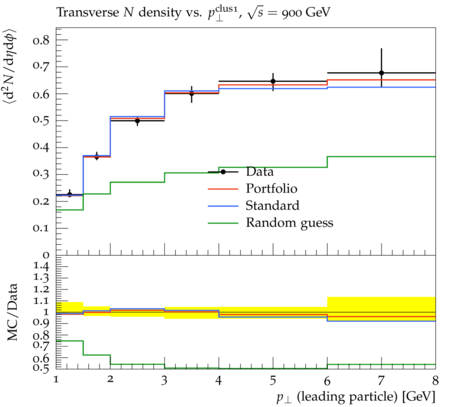 Transverse N density vs. p⊥^clus1, √s = 900 GeV
⟨d²N/dηdϕ⟩
0.8
0.7
0.6
0.5
0.4
0.3
0.2
0.1
0
Data
Portfolio
Standard
Random guess
MC/Data
1.4
1.3
1.2
1.1
1
0.9
0.8
0.7
0.6
0.5
1 2 3 4 5 6 7 8
p⊥ (leading particle) [GeV]